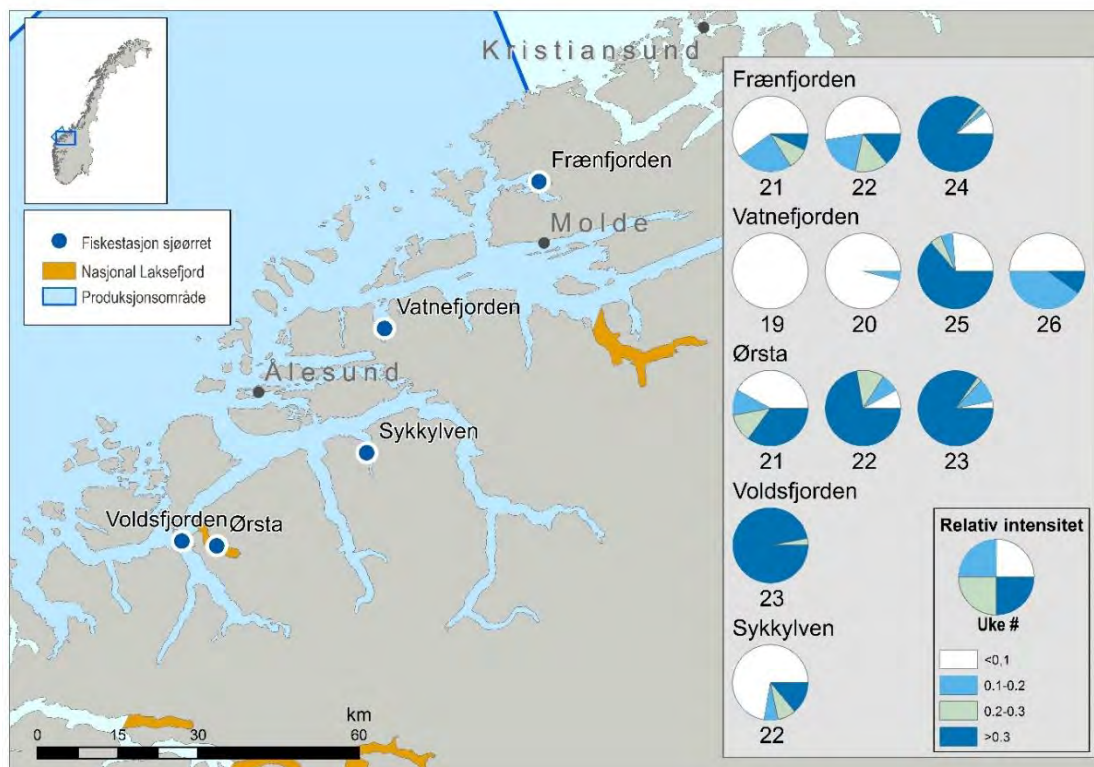 Kristiansund
Frænfjorden
Molde
Vatnefjorden
Ålesund
Sykkylven
Voldsfjorden
Ørsta
Fiskestasjon sjøørret
Nasjonal Laksefjord
Produksjonsområde
km
0 15 30 60
Frænfjorden
21 22 24
Vatnefjorden
19 20 25 26
Ørsta
21 22 23
Voldsfjorden
23
Sykkylven
22
Relativ intensitet
Uke #
<0,1
0.1-0.2
0.2-0.3
>0.3